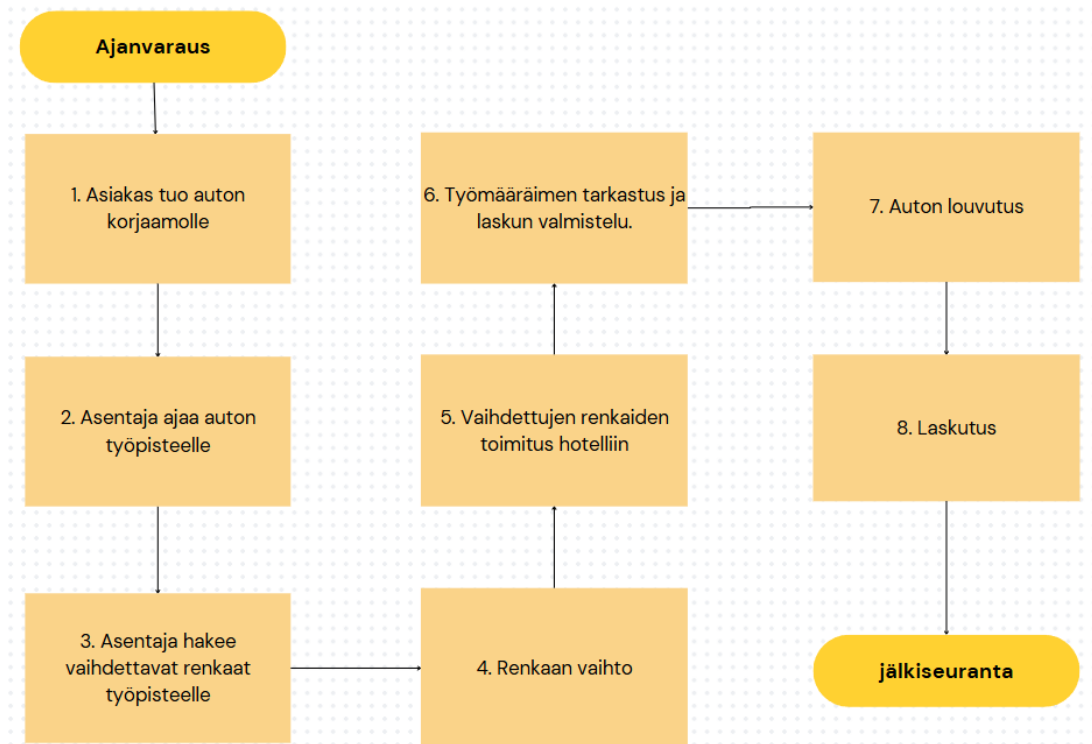 Ajanvaraus
1. Asiakas tuo auton
korjaamolle
2. Asentaja ajaa auton
työpisteelle
3. Asentaja hakee
vaihdettavat renkaat
työpisteelle
4. Renkaan vaihto
5. Vaihdettujen renkaiden
toimitus hotelliin
6. Työmääräimen tarkastus ja
laskun valmistelu.
7. Auton louvutus
8. Laskutus
jälkiseuranta